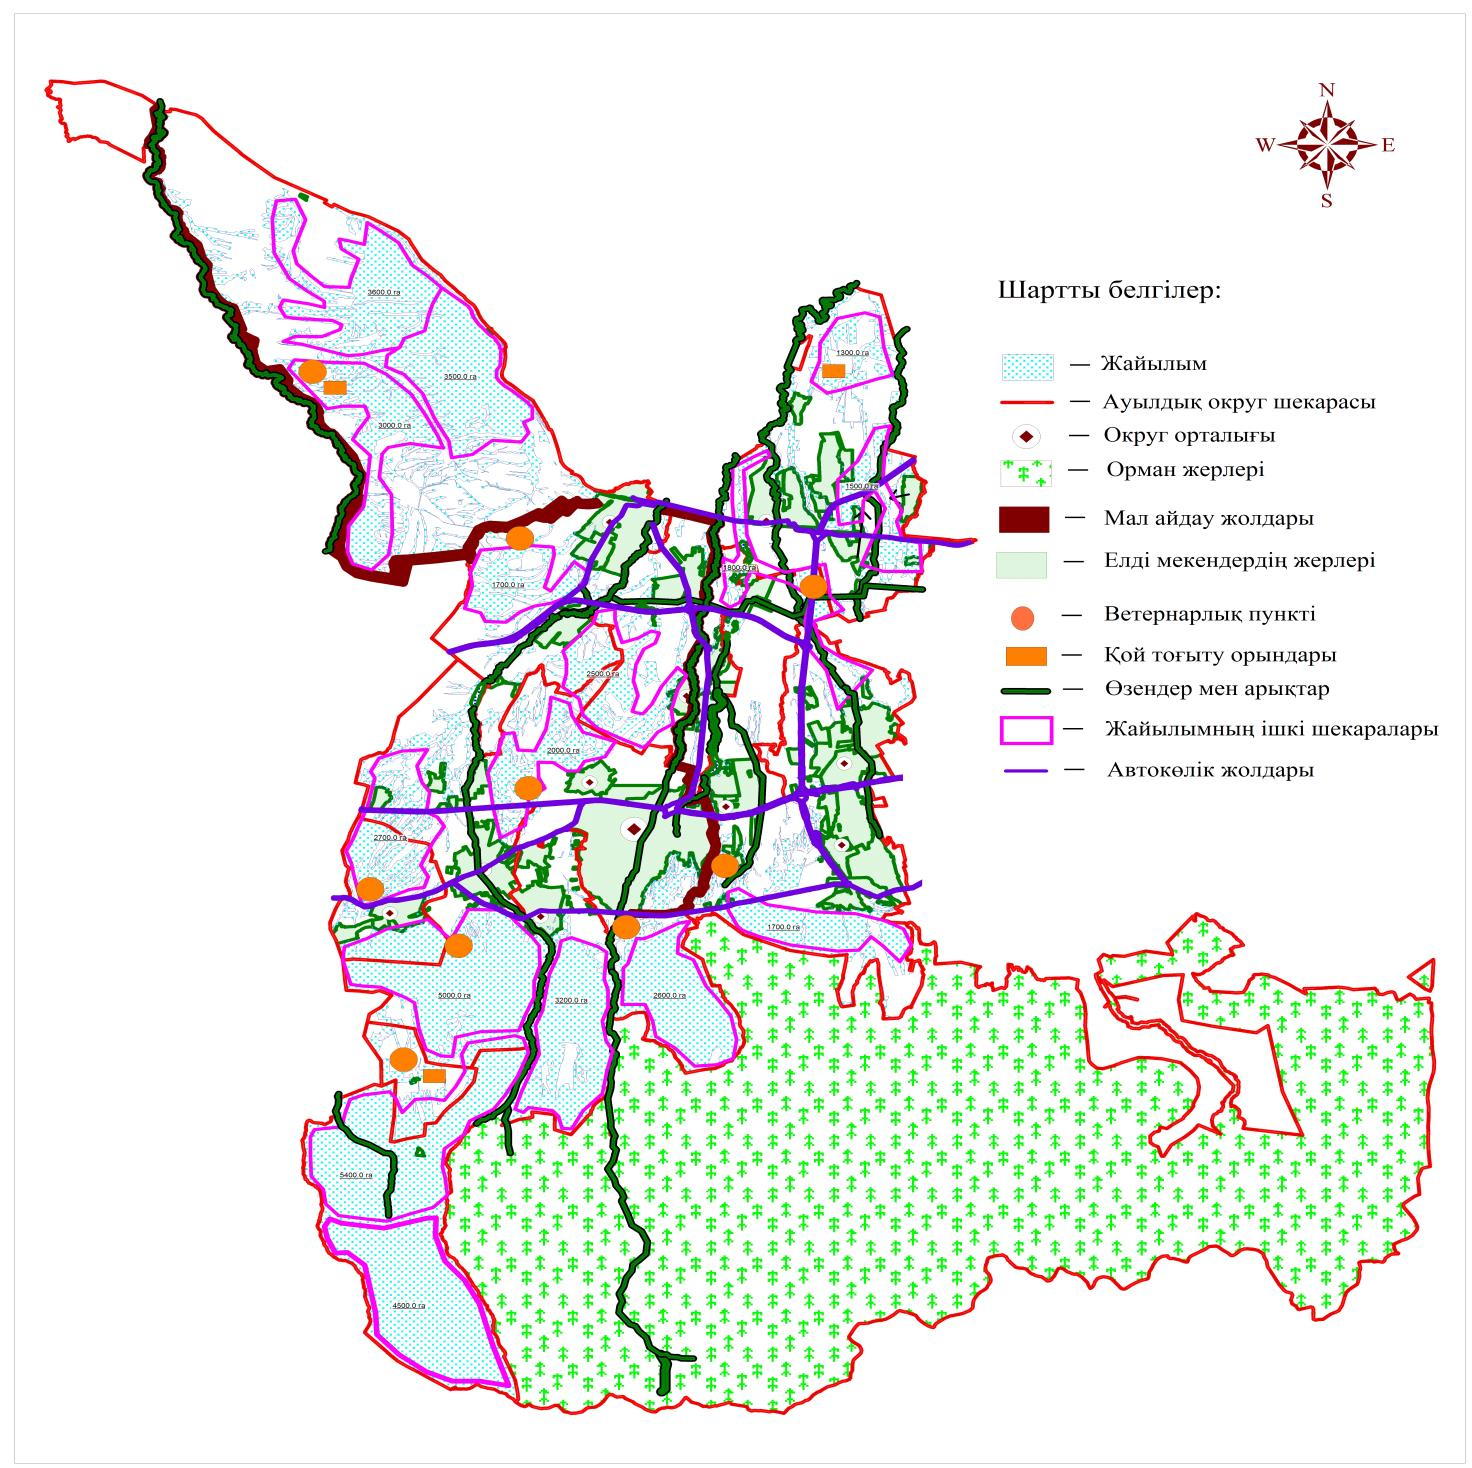 N
W E
S
Шартты белгілер:
Жайылым
Ауылдық округ шекарасы
Округ орталығы
Орман жерлері
Мал айдау жолдары
Елді мекендердің жерлері
Ветернарлық пункті
Қой тоғыту орындары
Өзендер мен арықтар
Жайылымның ішкі шекаралары
Автокөлік жолдары
3600.0 га
1300.0 га
3500.0 га
3000.0 га
1500.0 га
1800.0 га
1700.0 га
2500.0 га
2000.0 га
2700.0 га
1700.0 га
5000.0 га
3200.0 га
2600.0 га
5400.0 га
4500.0 га